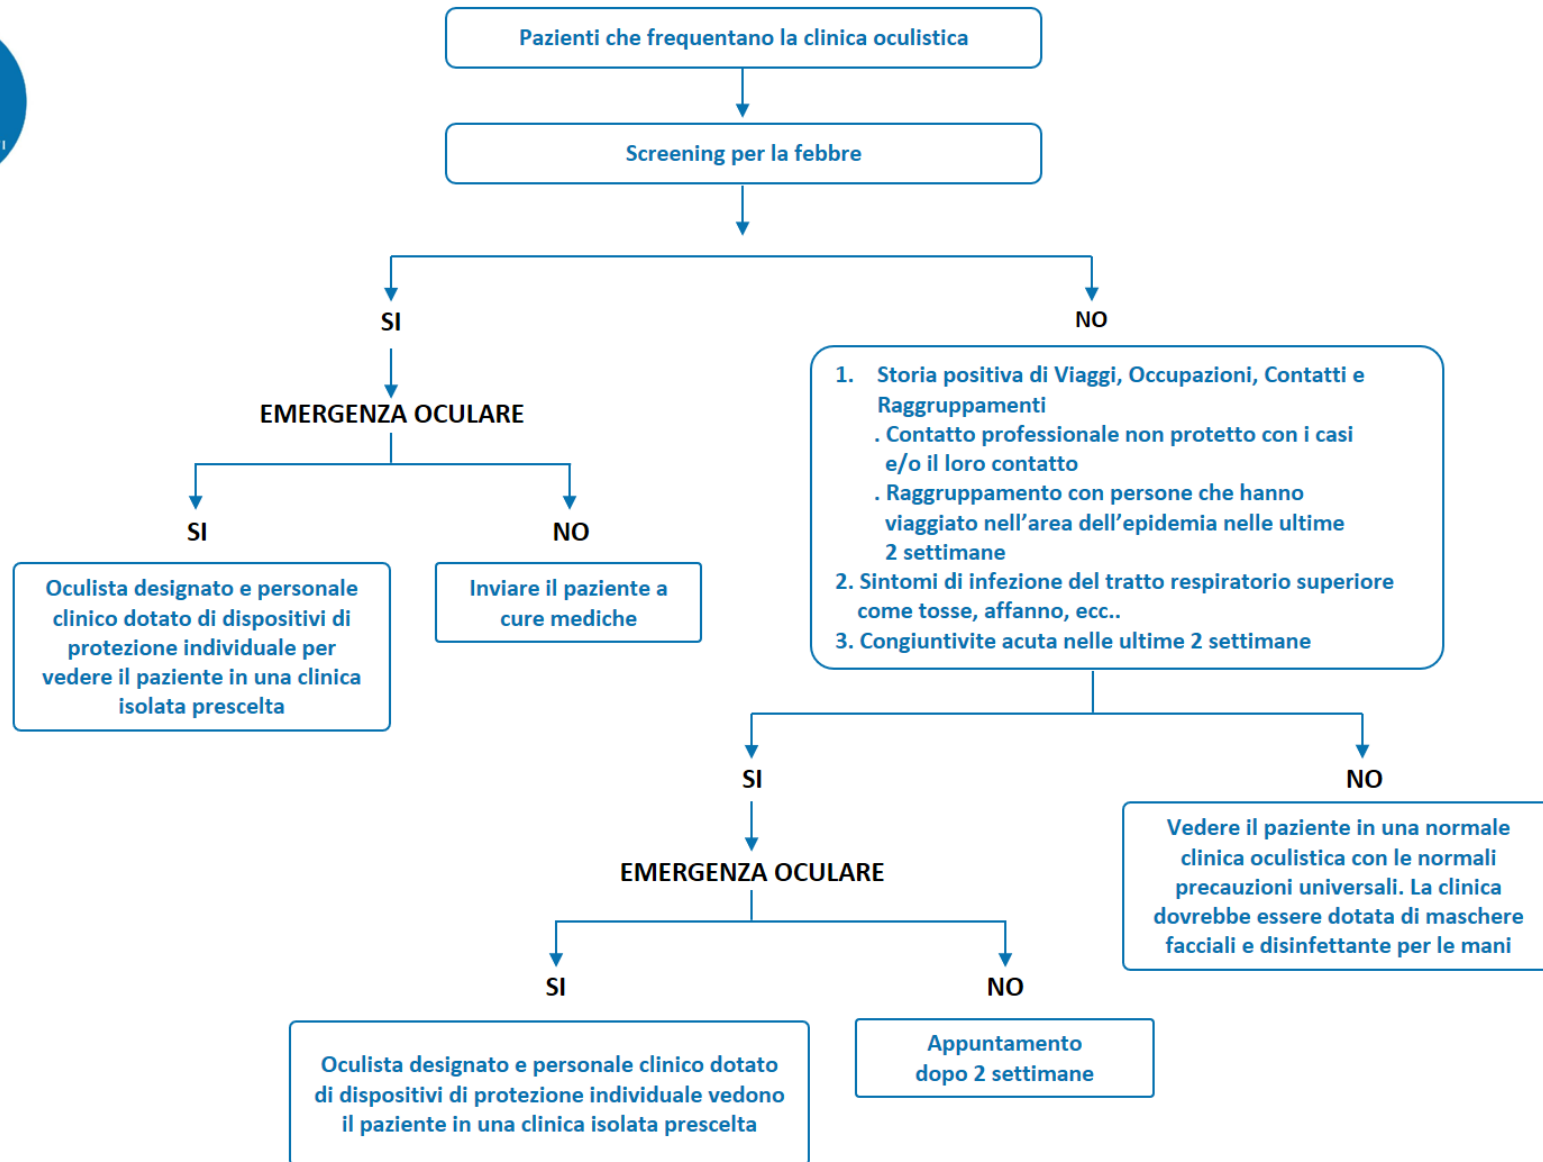 Pazienti che frequentano la clinica oculistica
Screening per la febbre
SI
NO
EMERGENZA OCULARE
SI
NO
Oculista designato e personale
clinico dotato di dispositivi di
protezione individuale per
vedere il paziente in una clinica
isolata prescelta
Inviare il paziente a
cure mediche
1. Storia positiva di Viaggi, Occupazioni, Contatti e
Raggruppamenti
. Contatto professionale non protetto con i casi
e/o il loro contatto
. Raggruppamento con persone che hanno
viaggiato nell’area dell’epidemia nelle ultime
2 settimane
2. Sintomi di infezione del tratto respiratorio superiore
come tosse, affanno, ecc..
3. Congiuntivite acuta nelle ultime 2 settimane
SI
NO
EMERGENZA OCULARE
Vedere il paziente in una normale
clinica oculistica con le normali
precauzioni universali. La clinica
dovrebbe essere dotata di maschere
facciali e disinfettante per le mani
SI
NO
Oculista designato e personale clinico dotato
di dispositivi di protezione individuale vedono
il paziente in una clinica isolata prescelta
Appuntamento
dopo 2 settimane